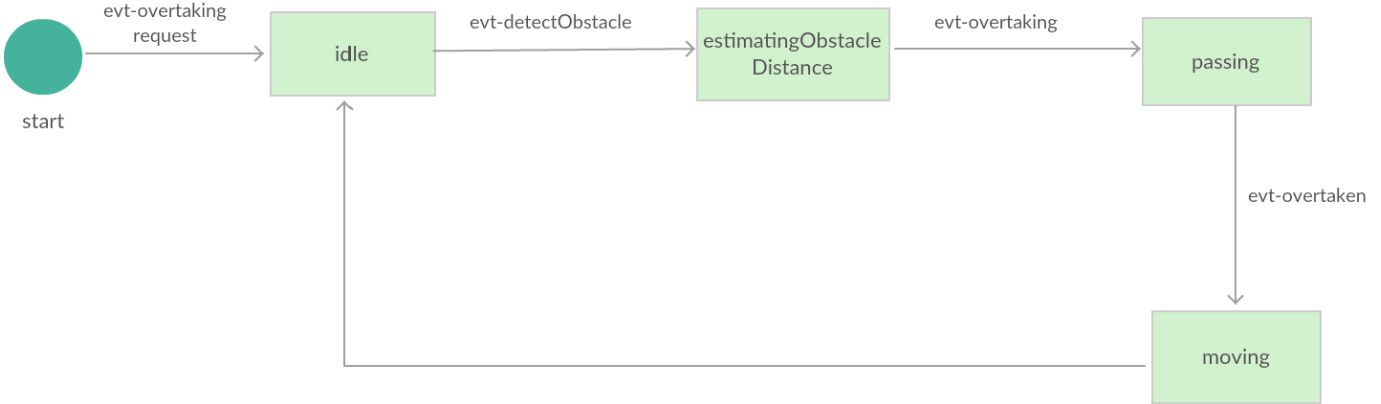 evt-overtaking
request
evt-detectObstacle
evt-overtaking
idle
estimatingObstacle
Distance
passing
start
evt-overtaken
moving